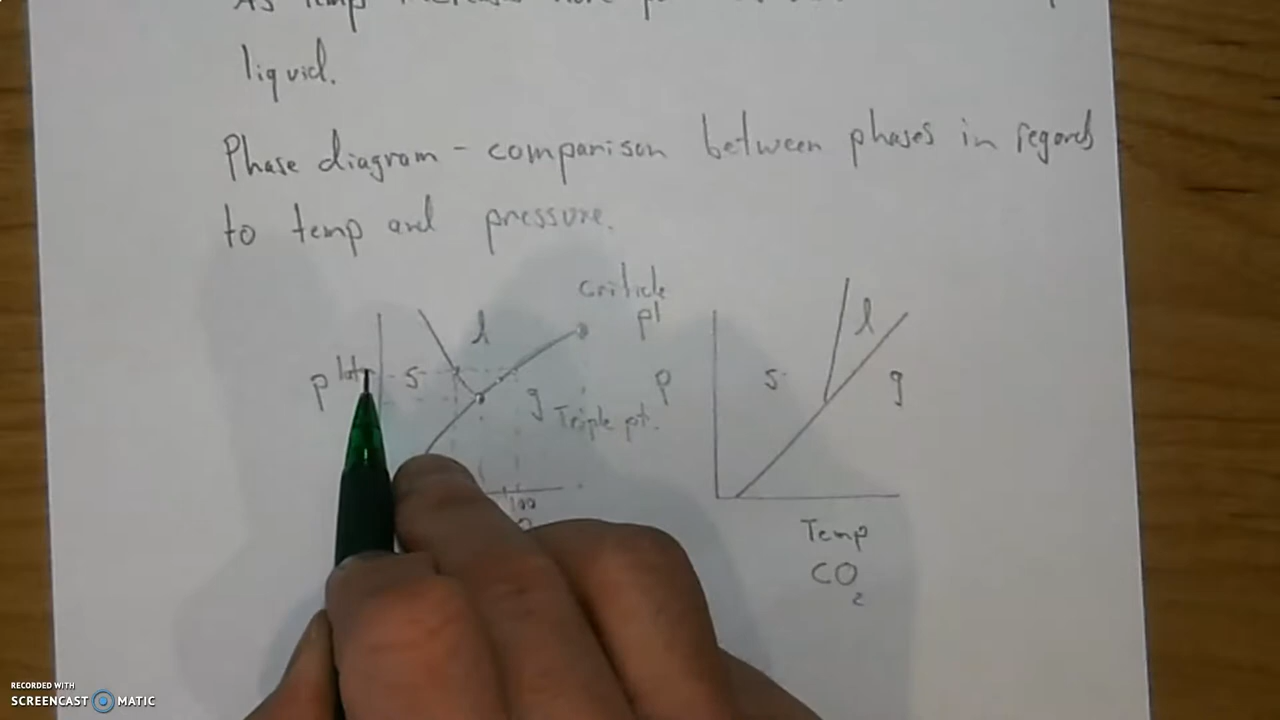 liquid.
Phase diagram - comparison between phases in regards
to temp and pressure.
criticle
pt
l
P
s
g
Triple pt.
100
P
s
l
g
Temp
CO2
RECORDED WITH
SCREENCAST MATIC